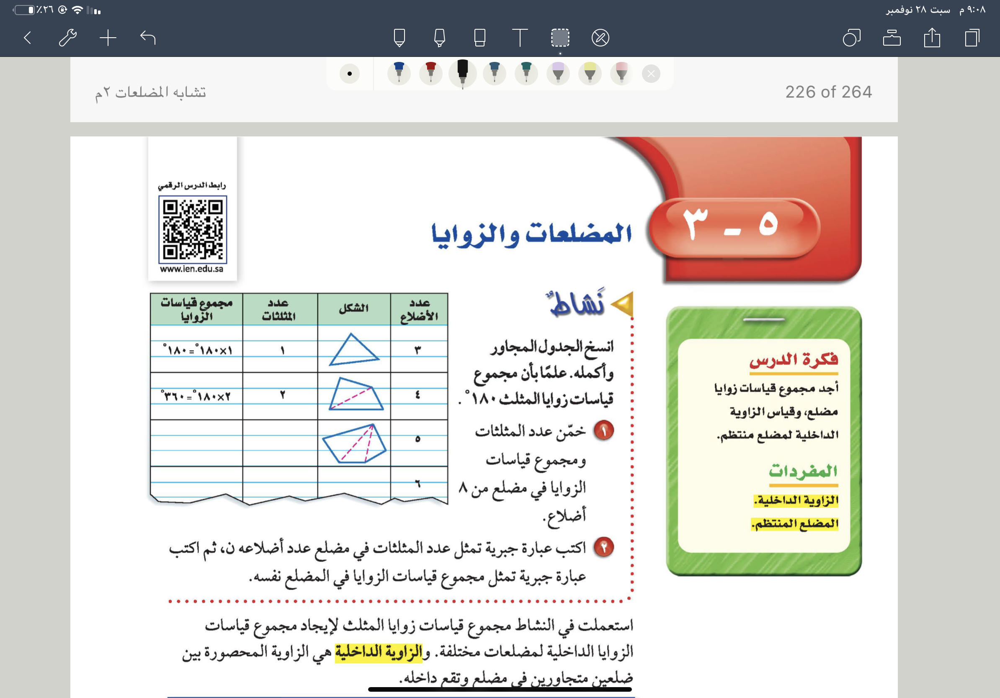 ٩:٠٨ م سبت ٢٨ نوفمبر
٢٦٪
تشابه المضلعات ٢م
226 of 264
رابط الدرس الرقمي
www.ien.edu.sa
٥ - ٣
المضلعات والزوايا
فكرة الدرس
أجد مجموع قياسات زوايا
مضلع، وقياس الزاوية
الداخلية لمضلع منتظم.
المفردات
الزاوية الداخلية.
المضلع المنتظم.
نَشاطٌ
انسخ الجدول المجاور
وأكمله. علمًا بأن مجموع
قياسات زوايا المثلث ١٨٠°.
١ خمّن عدد المثلثات
ومجموع قياسات
الزوايا في مضلع من ٨
أضلاع.
عدد الأضلاع الشكل عدد المثلثات مجموع قياسات الزوايا
٣ ١ ١×١٨٠°=١٨٠°
٤ ٢ ٢×١٨٠°=٣٦٠°
٥
٦
٢ اكتب عبارة جبرية تمثل عدد المثلثات في مضلع عدد أضلاعه ن، ثم اكتب
عبارة جبرية تمثل مجموع قياسات الزوايا في المضلع نفسه.
استعملت في النشاط مجموع قياسات زوايا المثلث لإيجاد مجموع قياسات
الزوايا الداخلية لمضلعات مختلفة. والزاوية الداخلية هي الزاوية المحصورة بين
ضلعين متجاورين في مضلع وتقع داخله.